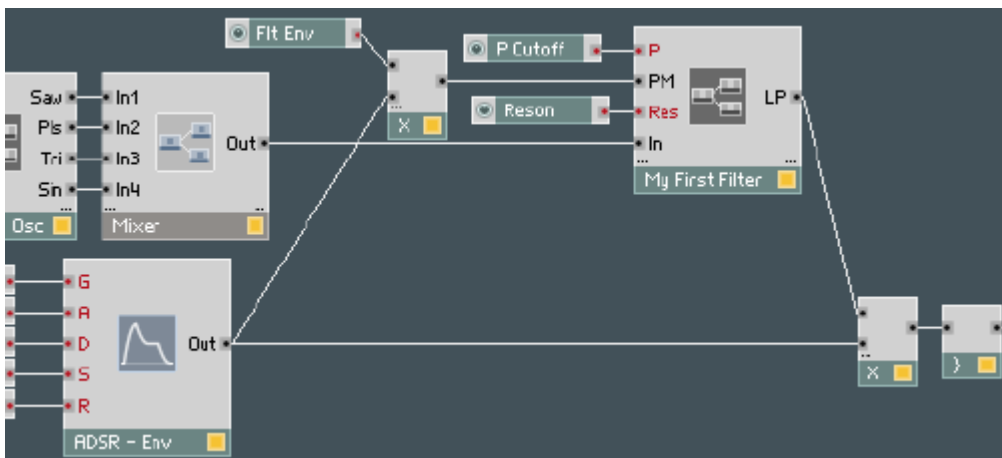 Flt Env
P Cutoff
P
PM
Reson
Res
In
LP
My First Filter
...
...
X
...
Saw
Pls
Tri
Sin
...
Osc
In1
In2
In3
In4
Out
...
...
Mixer
G
A
D
S
R
Out
ADSR - Env
...
X
}